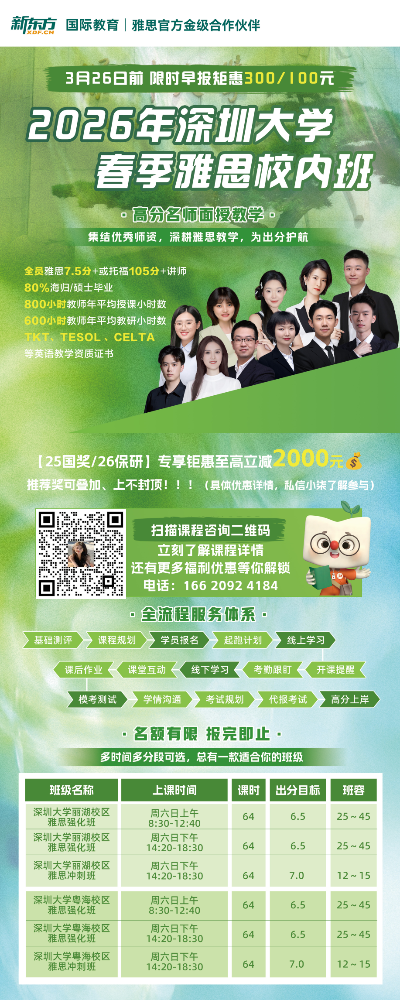 新东方
XDF.CN
国际教育|雅思官方金级合作伙伴
3月26日前 限时早报矩惠300/100元
2026年深圳大学
春季雅思校内班
·高分名师面授教学·
集结优秀师资，深耕雅思教学，为出分护航
全员雅思7.5分+或托福105分+讲师
80%海归/硕士毕业
800小时教师年平均授课小时数
600小时教师年平均教研小时数
TKT、TESOL 、CELTA
等英语教学资质证书
【25国奖/26保研】专享钜惠至高立减2000元
推荐奖可叠加、上不封顶！！！（具体优惠详情，私信小柒了解参与）
扫描课程咨询二维码
立刻了解课程详情
还有更多福利优惠等你解锁
电话：166 2092 4184
·全流程服务体系·
基础测评 课程规划 学员报名 起跑计划 线上学习
课后作业 课堂互动 线下学习 考勤跟盯 开课提醒
模考测试 学情沟通 考试规划 代报考试 高分上岸
·名额有限 报完即止·
多时间多分段可选，总有一款适合你的班级
班级名称 上课时间 课时 出分目标 班容
深圳大学丽湖校区 周六日上午
雅思强化班 8:30-12:40 64 6.5 25~45
深圳大学丽湖校区 周六日下午
雅思强化班 14:20-18:30 64 6.5 25~45
深圳大学丽湖校区 周六日下午
雅思冲刺班 14:20-18:30 64 7.0 12~15
深圳大学粤海校区 周六日上午
雅思强化班 8:30-12:40 64 6.5 25~45
深圳大学粤海校区 周六日下午
雅思强化班 14:20-18:30 64 6.5 25~45
深圳大学粤海校区 周六日下午
雅思冲刺班 14:20-18:30 64 7.0 12~15